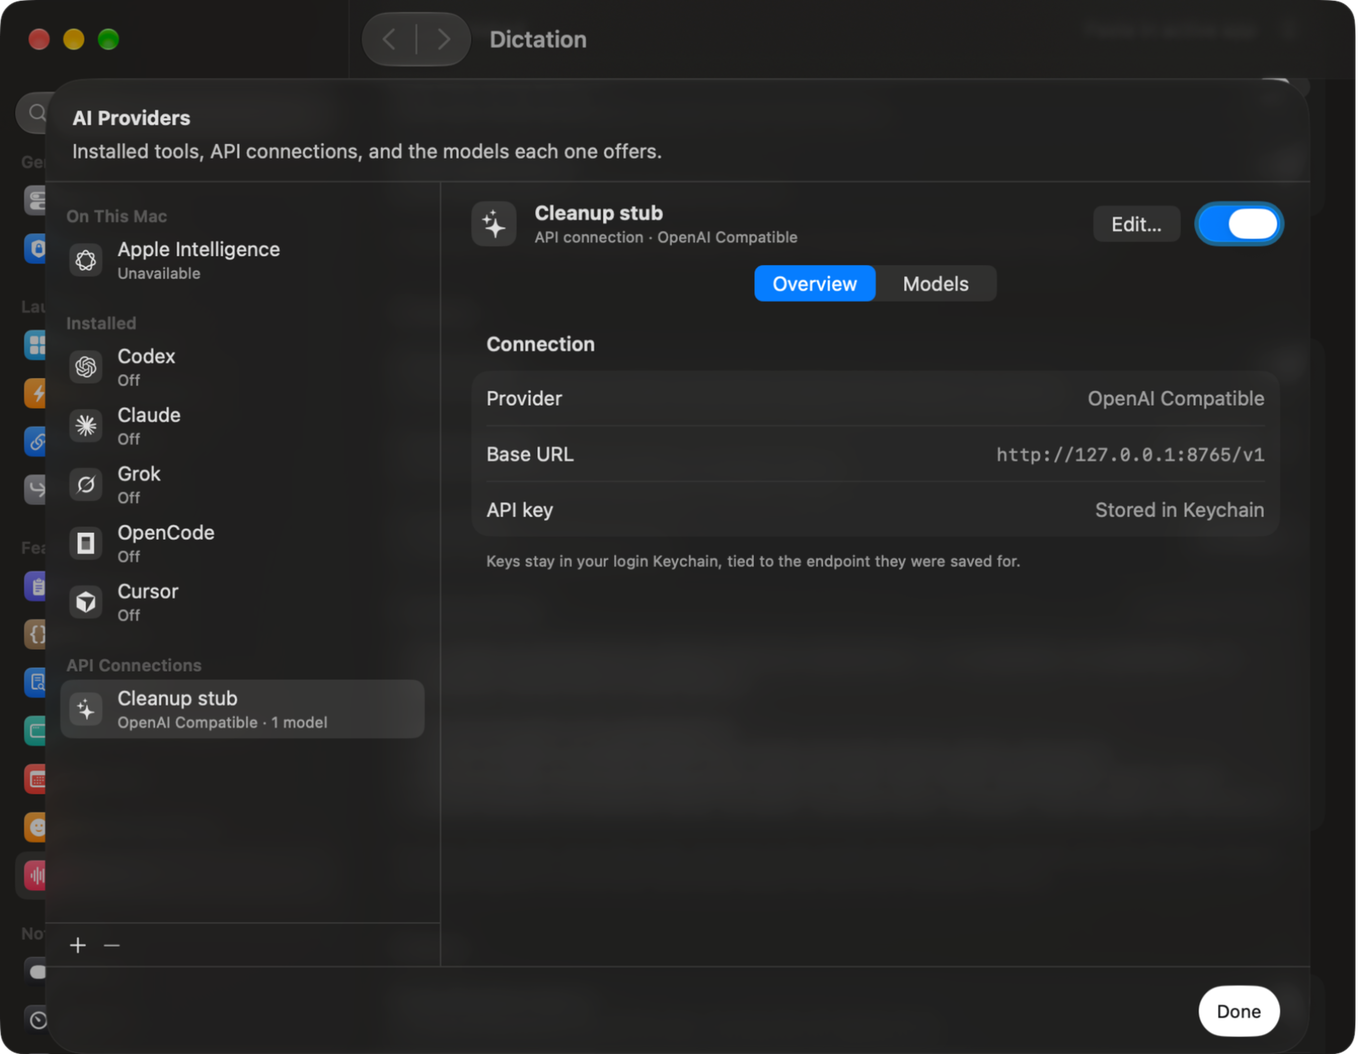 Dictation
AI Providers
Installed tools, API connections, and the models each one offers.
On This Mac
Apple Intelligence
Unavailable
Installed
Codex
Off
Claude
Off
Grok
Off
OpenCode
Off
Cursor
Off
API Connections
Cleanup stub
OpenAI Compatible · 1 model
Cleanup stub
API connection · OpenAI Compatible
Edit...
Overview
Models
Connection
Provider
OpenAI Compatible
Base URL
http://127.0.0.1:8765/v1
API key
Stored in Keychain
Keys stay in your login Keychain, tied to the endpoint they were saved for.
Done